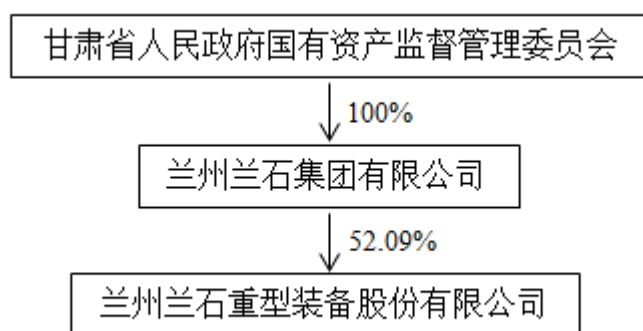 甘肃省人民政府国有资产监督管理委员会
100%
兰州兰石集团有限公司
52.09%
兰州兰石重型装备股份有限公司